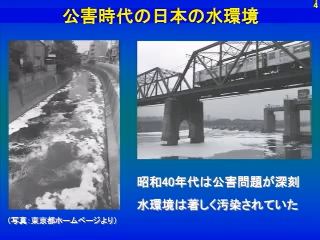 4
公害時代の日本の水環境
昭和40年代は公害問題が深刻
水環境は著しく汚染されていた
(写真:東京都ホームページより)